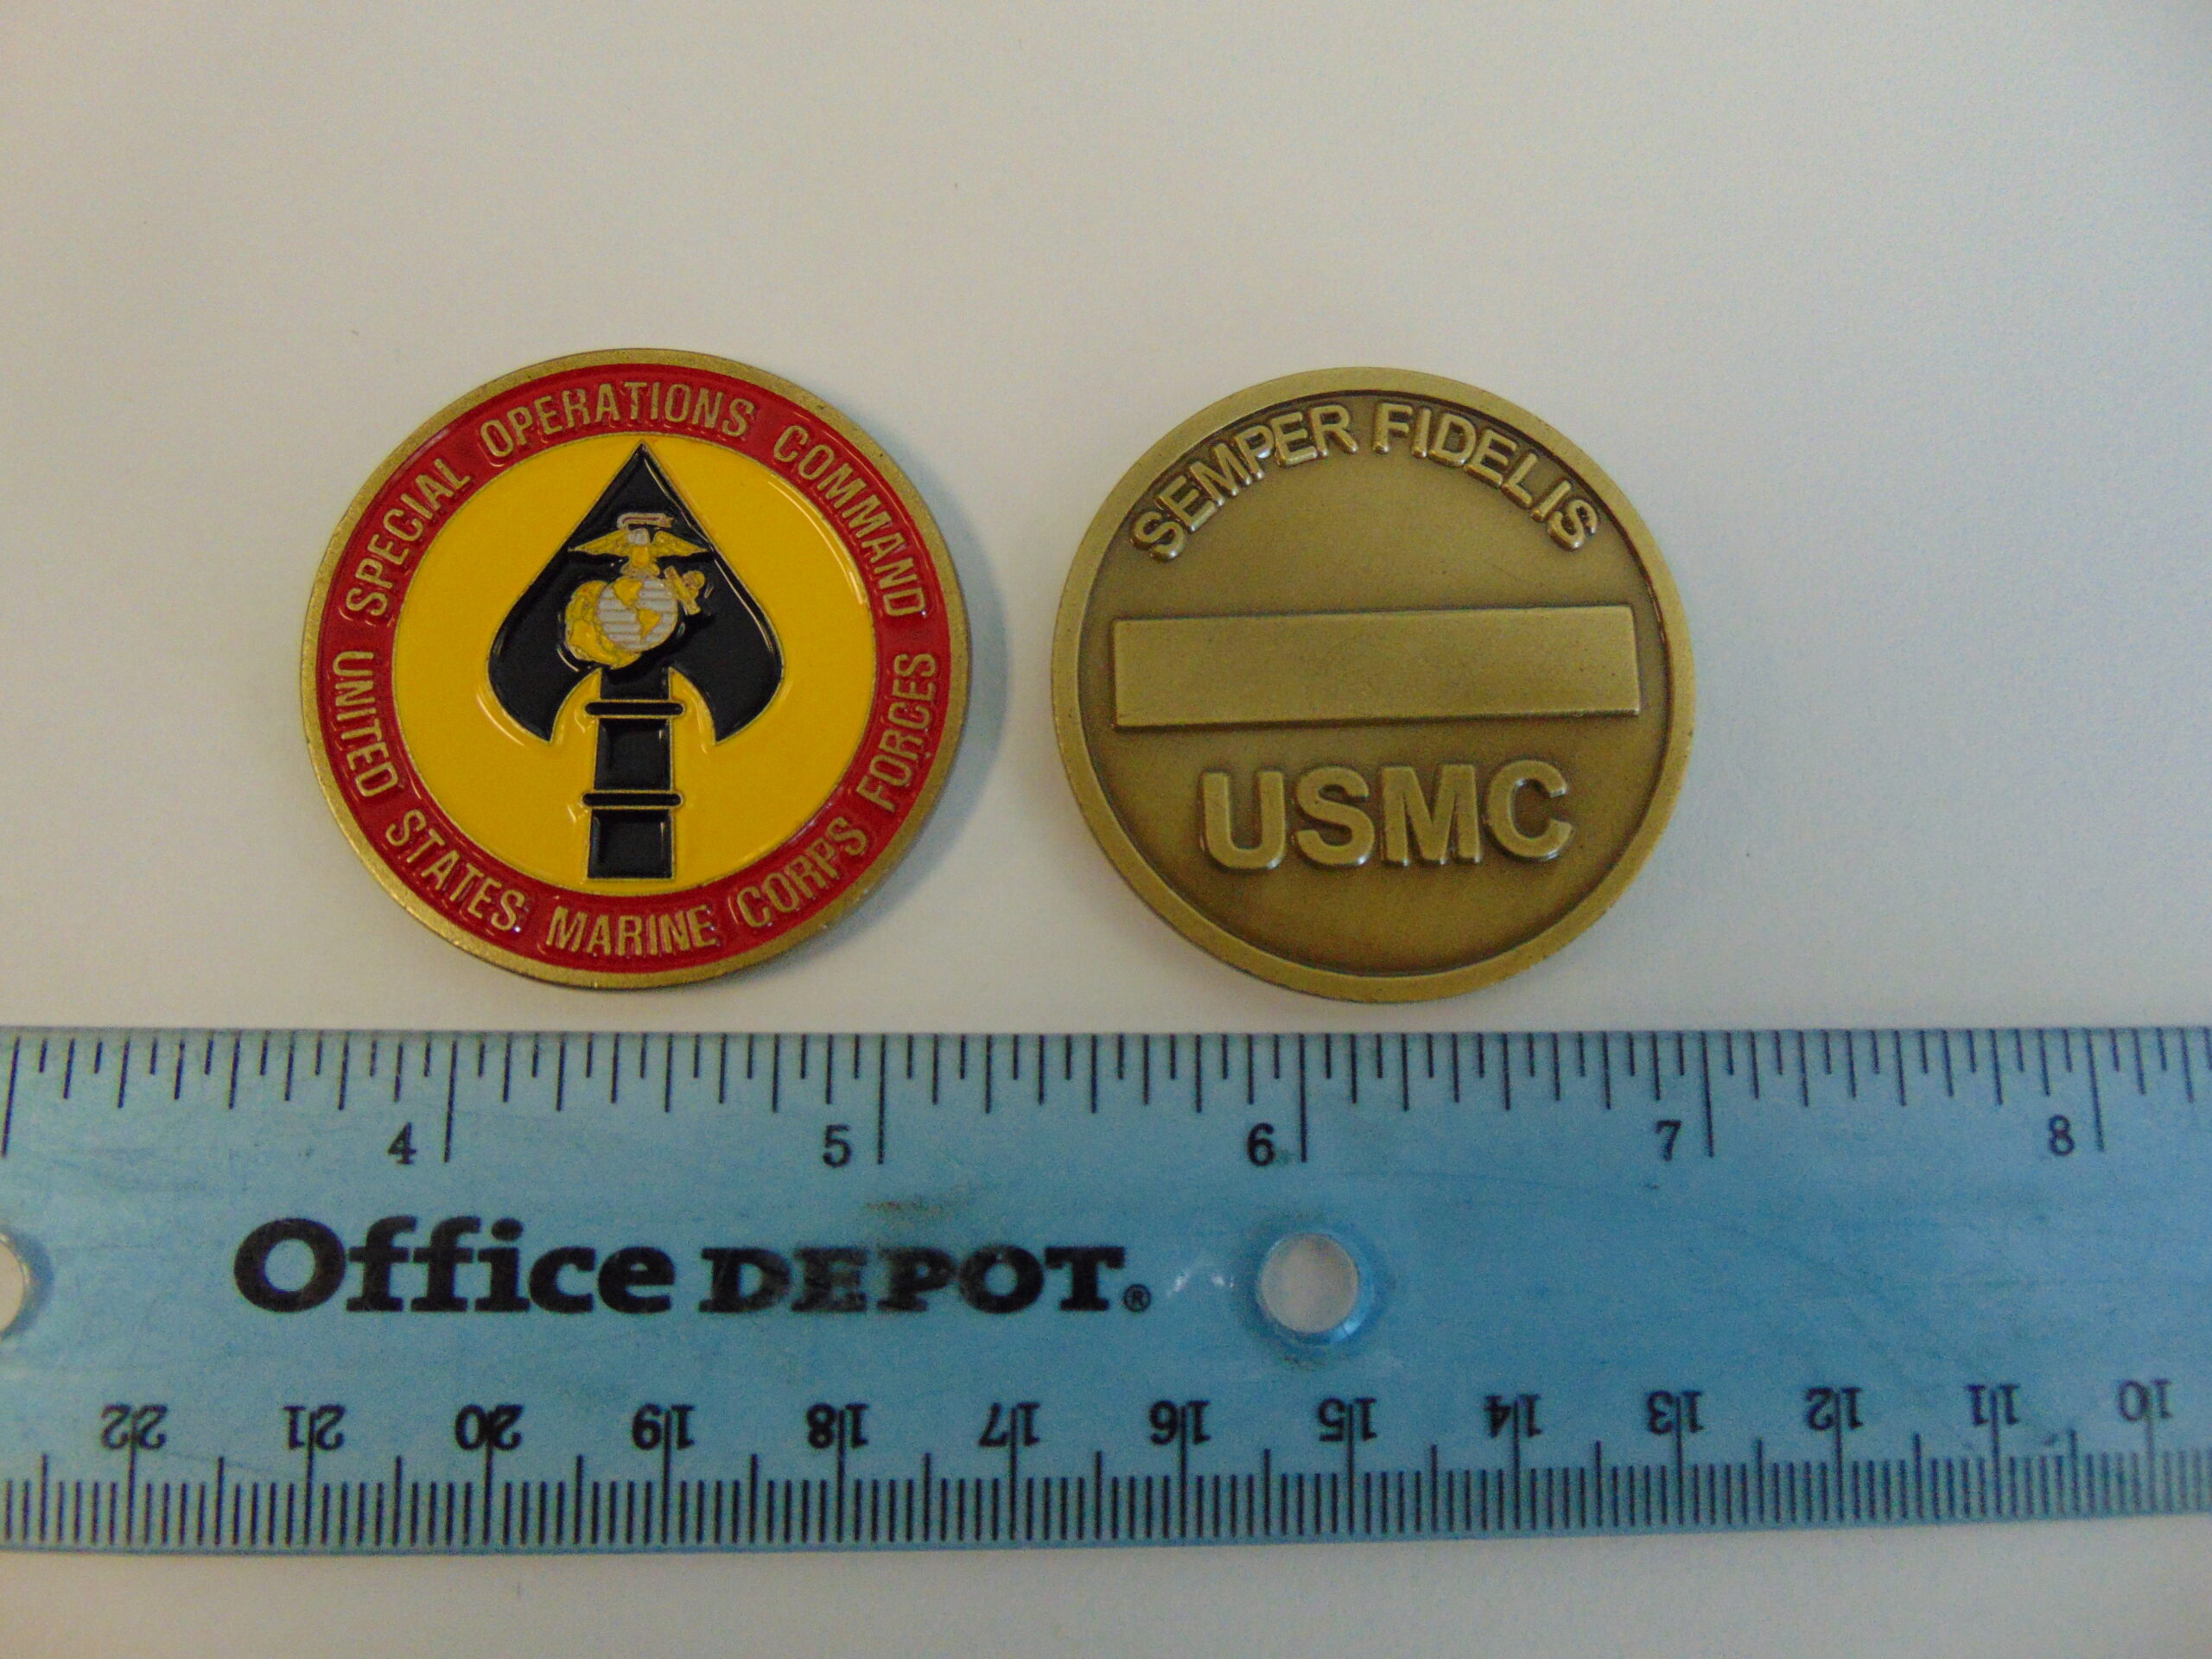 SPECIAL OPERATIONS COMMAND
UNITED STATES MARINE CORPS FORCES
SEMPER FIDELIS
USMC
4 5 6 7 8
Office DEPOT®
22 21 20 19 18 17 16 15 14 13 12 11 10